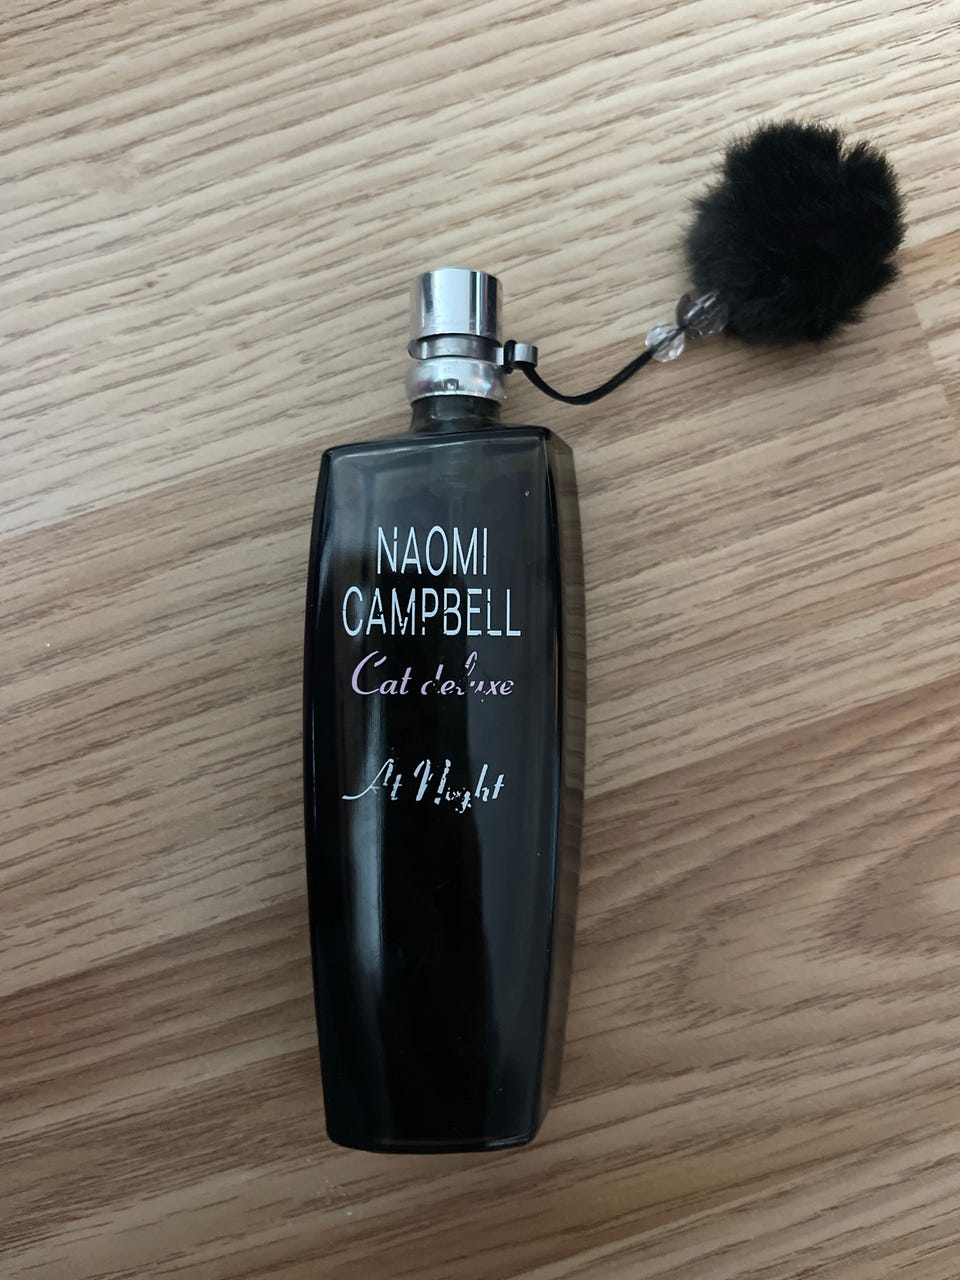 NAOMI
CAMPBELL
Cat deluxe
At Night